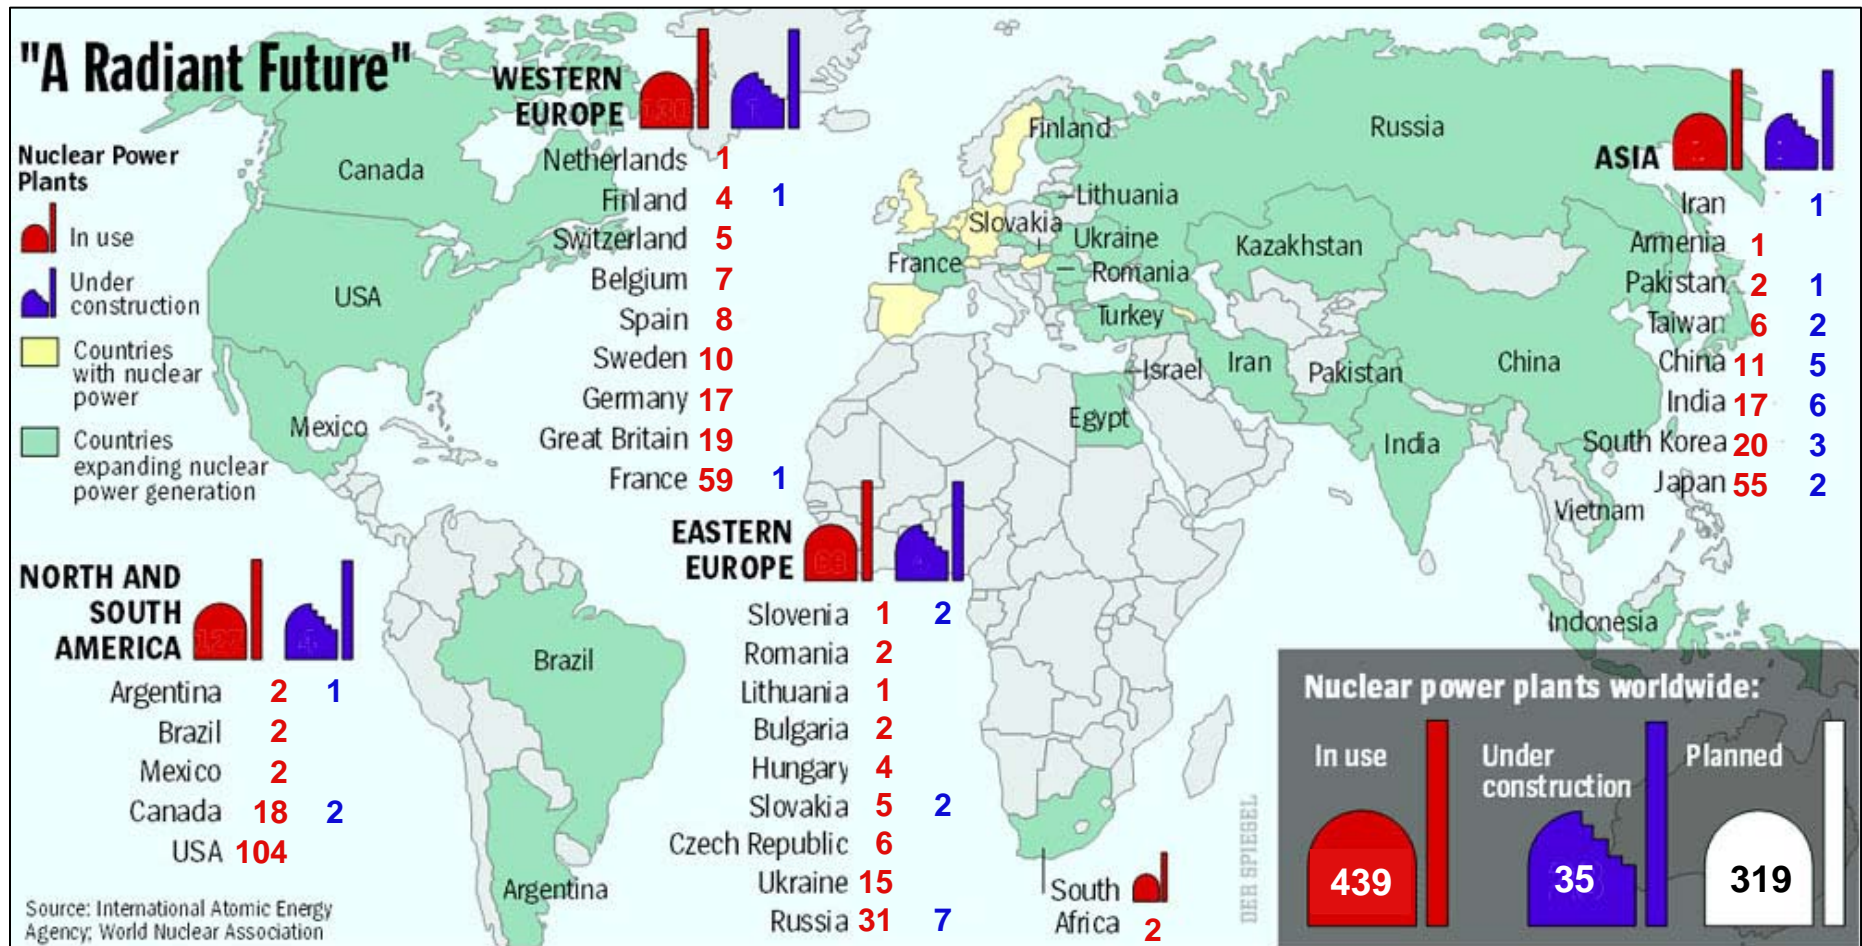 "A Radiant Future"
Nuclear Power
Plants
In use
Under
construction
Countries
with nuclear
power
Countries
expanding nuclear
power generation
WESTERN
EUROPE
Netherlands 1
Finland 4 1
Switzerland 5
Belgium 7
Spain 8
Sweden 10
Germany 17
Great Britain 19
France 59 1
ASIA
Iran 1
Armenia 1
Pakistan 2 1
Taiwan 6 2
China 11 5
India 17 6
South Korea 20 3
Japan 55 2
NORTH AND
SOUTH
AMERICA
Argentina 2 1
Brazil 2
Mexico 2
Canada 18 2
USA 104
EASTERN
EUROPE
Slovenia 1 2
Romania 2
Lithuania 1
Bulgaria 2
Hungary 4
Slovakia 5 2
Czech Republic 6
Ukraine 15
Russia 31 7
South
Africa 2
Canada
USA
Mexico
Brazil
Argentina
Finland
Russia
Lithuania
Slovakia
Ukraine
France
Romania
Kazakhstan
Turkey
Israel
Iran
Pakistan
China
Egypt
India
Vietnam
Indonesia
Nuclear power plants worldwide:
In use
Under
construction
Planned
439
35
319
DER SPIEGEL
Source: International Atomic Energy
Agency; World Nuclear Association